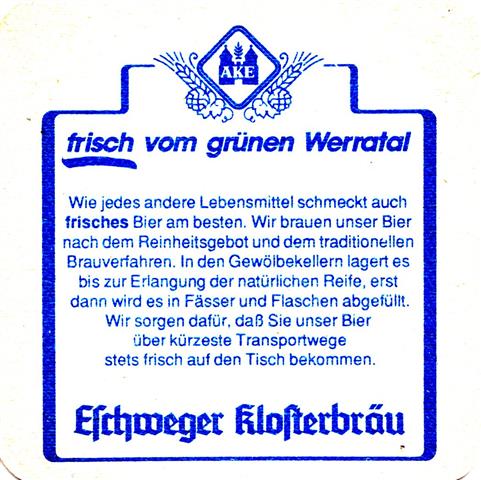 AKE
frisch vom grünen Werratal
Wie jedes andere Lebensmittel schmeckt auch
frisches Bier am besten. Wir brauen unser Bier
nach dem Reinheitsgebot und dem traditionellen
Brauverfahren. In den Gewölbekellern lagert es
bis zur Erlangung der natürlichen Reife, erst
dann wird es in Fässer und Flaschen abgefüllt.
Wir sorgen dafür, daß Sie unser Bier
über kürzeste Transportwege
stets frisch auf den Tisch bekommen.
Eſchweger Kloſterbräu